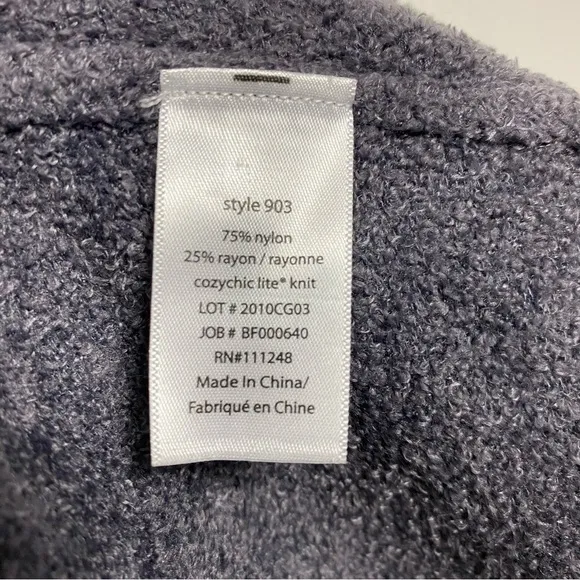 style 903
75% nylon
25% rayon / rayonne
cozychic lite® knit
LOT # 2010CG03
JOB # BF000640
RN#111248
Made In China/
Fabriqué en Chine